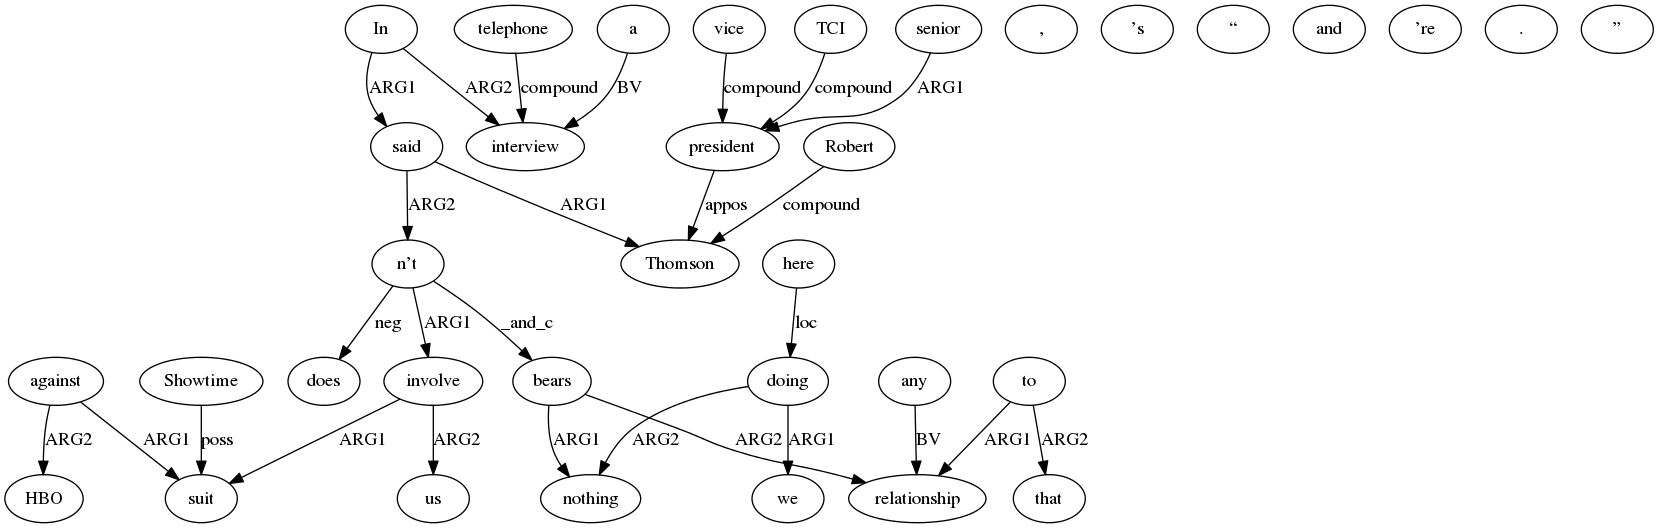 In telephone a vice TCI senior , ’s “ and ’re . ”
ARG1 ARG2 compound BV compound compound ARG1
said interview president Robert
ARG2 ARG1 appos compound
n’t Thomson here
neg ARG1 _and_c loc
against Showtime does involve bears doing any to
ARG2 ARG1 poss ARG1 ARG2 ARG1 ARG2 ARG2 ARG1 BV ARG1 ARG2
HBO suit us nothing we relationship that